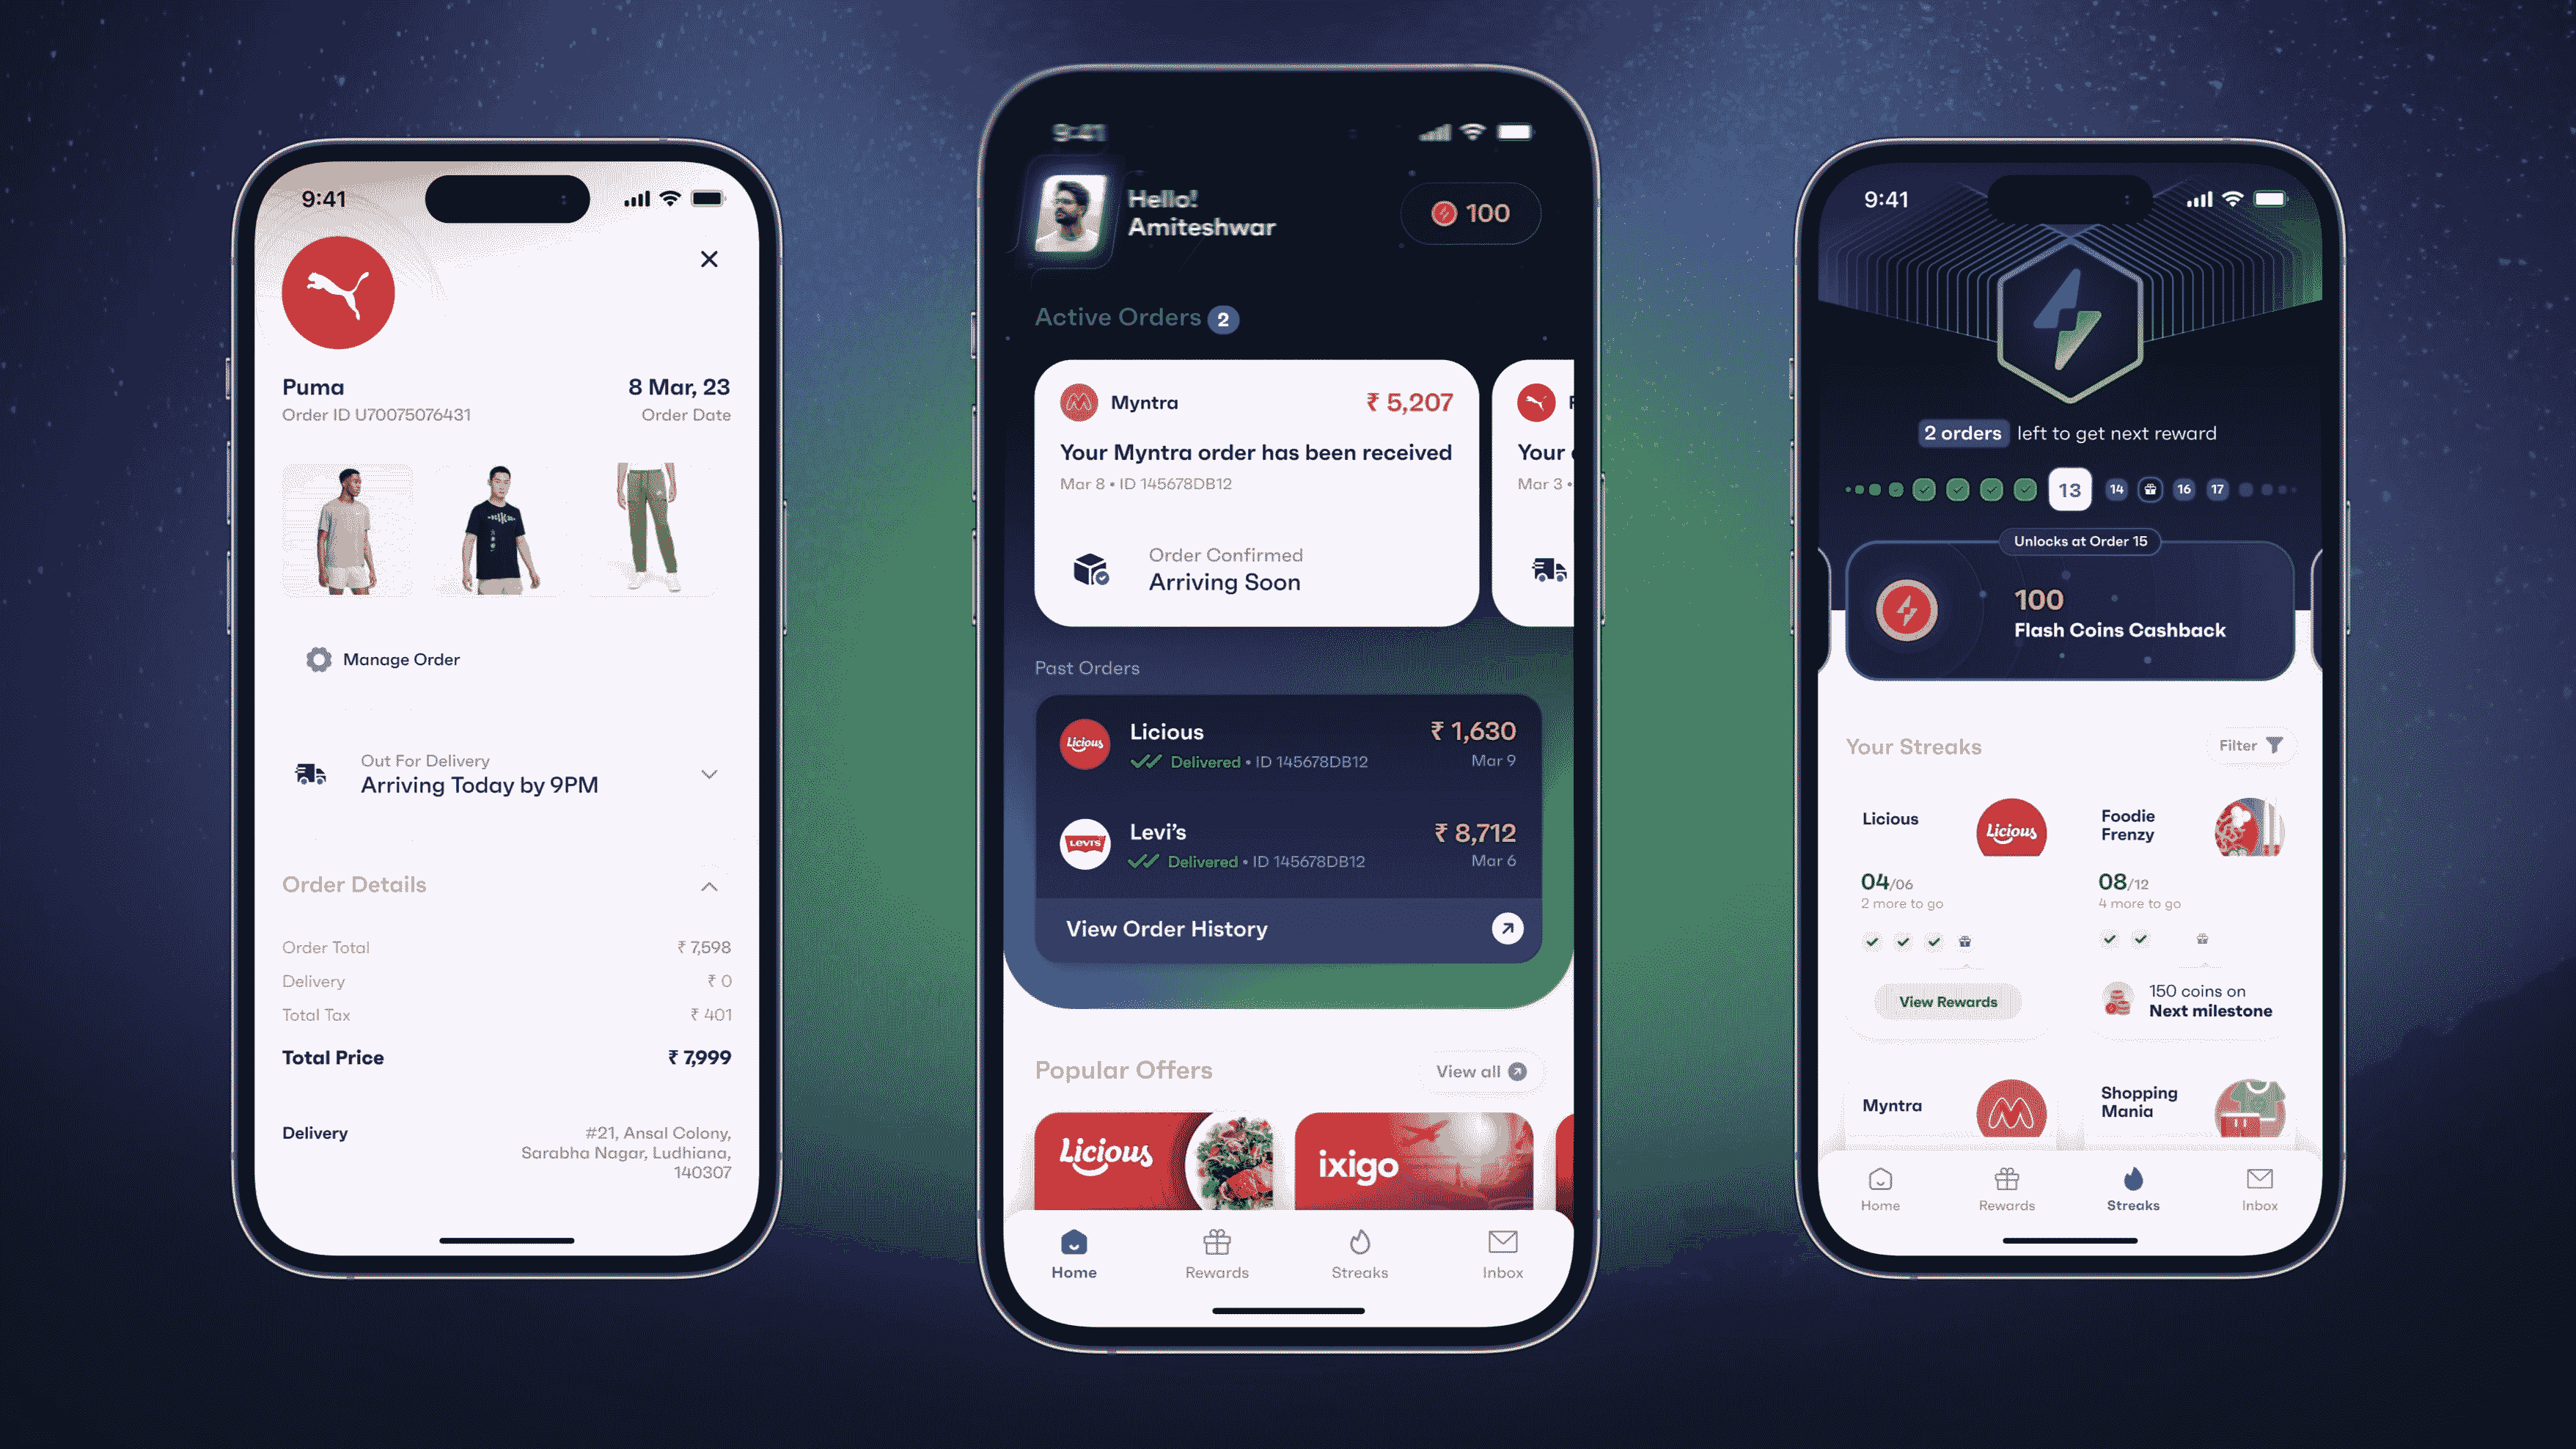 9:41
Puma
8 Mar, 23
Order ID U70075076431
Order Date
Manage Order
Out For Delivery
Arriving Today by 9PM
Order Details
Order Total
₹ 7,598
Delivery
₹ 0
Total Tax
₹ 401
Total Price
₹ 7,999
Delivery
#21, Ansal Colony,
Sarabha Nagar, Ludhiana,
140307
9:41
Hello!
Amiteshwar
100
Active Orders 2
Myntra
₹ 5,207
Your Myntra order has been received
Mar 8 • ID 145678DB12
Order Confirmed
Arriving Soon
Your
Mar 3 •
Past Orders
Licious
Licious
₹ 1,630
Delivered • ID 145678DB12
Mar 9
Levi's
Levi's
₹ 8,712
Delivered • ID 145678DB12
Mar 6
View Order History
Popular Offers
View all
Licious
ixigo
Home
Rewards
Streaks
Inbox
9:41
2 orders left to get next reward
13
14
16
17
Unlocks at Order 15
100
Flash Coins Cashback
Your Streaks
Filter
Licious
Licious
04/06
2 more to go
View Rewards
Foodie
Frenzy
08/12
4 more to go
150 coins on
Next milestone
Myntra
Shopping
Mania
Home
Rewards
Streaks
Inbox